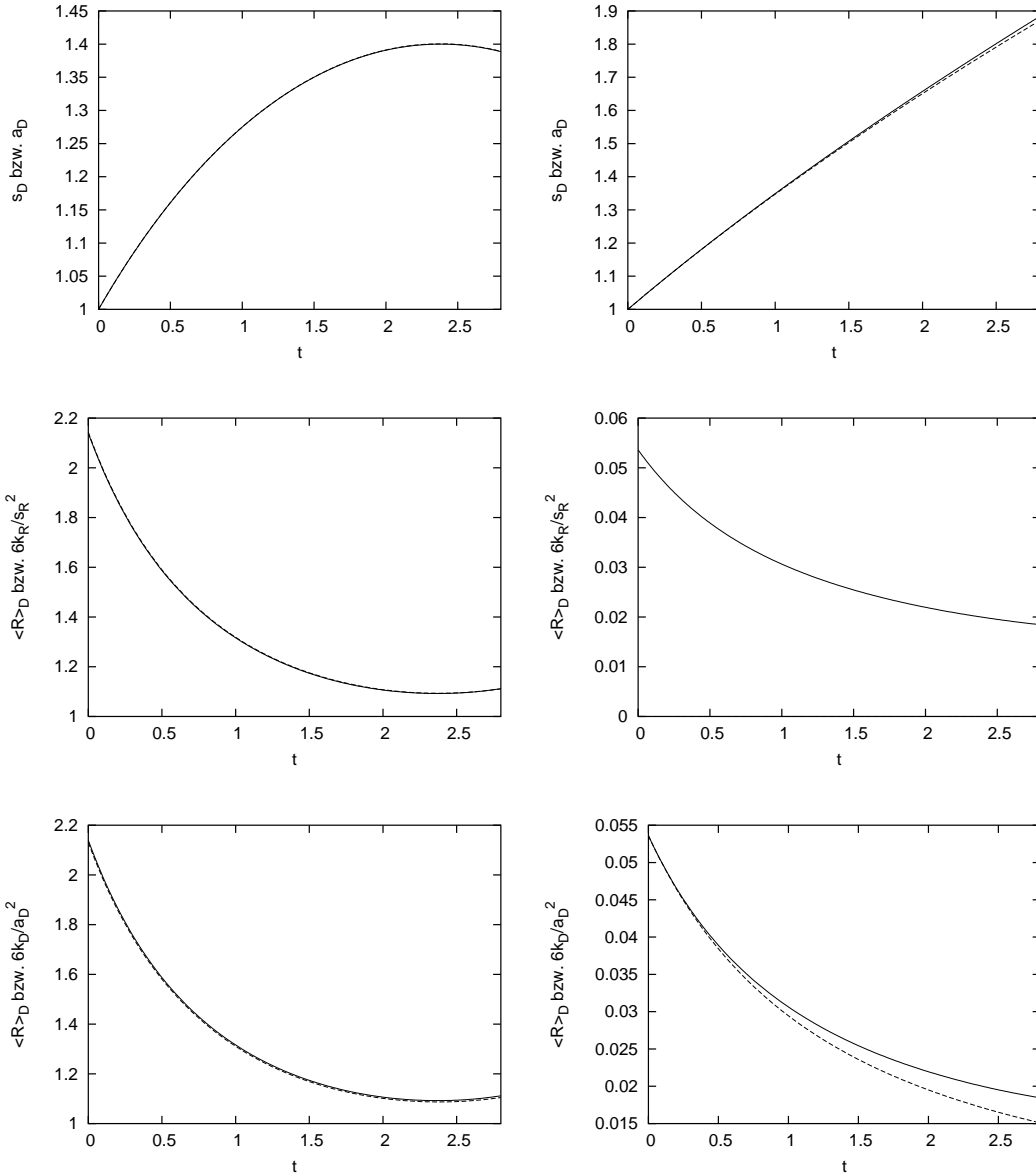 1.45
1.4
1.35
1.3
1.25
1.2
1.15
1.1
1.05
1
0 0.5 1 1.5 2 2.5
t
s_D bzw. a_D
1.9
1.8
1.7
1.6
1.5
1.4
1.3
1.2
1.1
1
0 0.5 1 1.5 2 2.5
t
s_D bzw. a_D
2.2
2
1.8
1.6
1.4
1.2
1
0 0.5 1 1.5 2 2.5
t
<R>_D bzw. 6k_R/s_R^2
0.06
0.05
0.04
0.03
0.02
0.01
0
0 0.5 1 1.5 2 2.5
t
<R>_D bzw. 6k_R/s_R^2
2.2
2
1.8
1.6
1.4
1.2
1
0 0.5 1 1.5 2 2.5
t
<R>_D bzw. 6k_D/a_D^2
0.055
0.05
0.045
0.04
0.035
0.03
0.025
0.02
0.015
0 0.5 1 1.5 2 2.5
t
<R>_D bzw. 6k_D/a_D^2